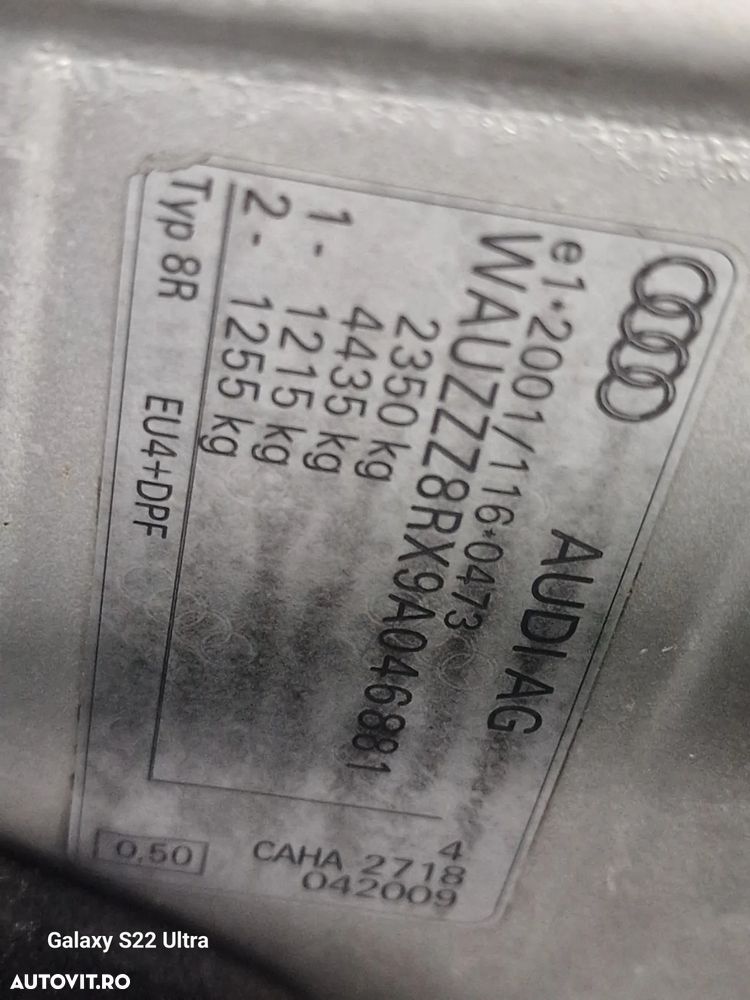 AUDI AG
e1*2001/116*0473
WAUZZZ8RX9A046881
2350 kg
4435 kg
1 - 1215 kg
2 - 1255 kg
Typ 8R EU4+DPF
4
CAHA 2718
042009
0,50
Galaxy S22 Ultra
AUTOVIT.RO